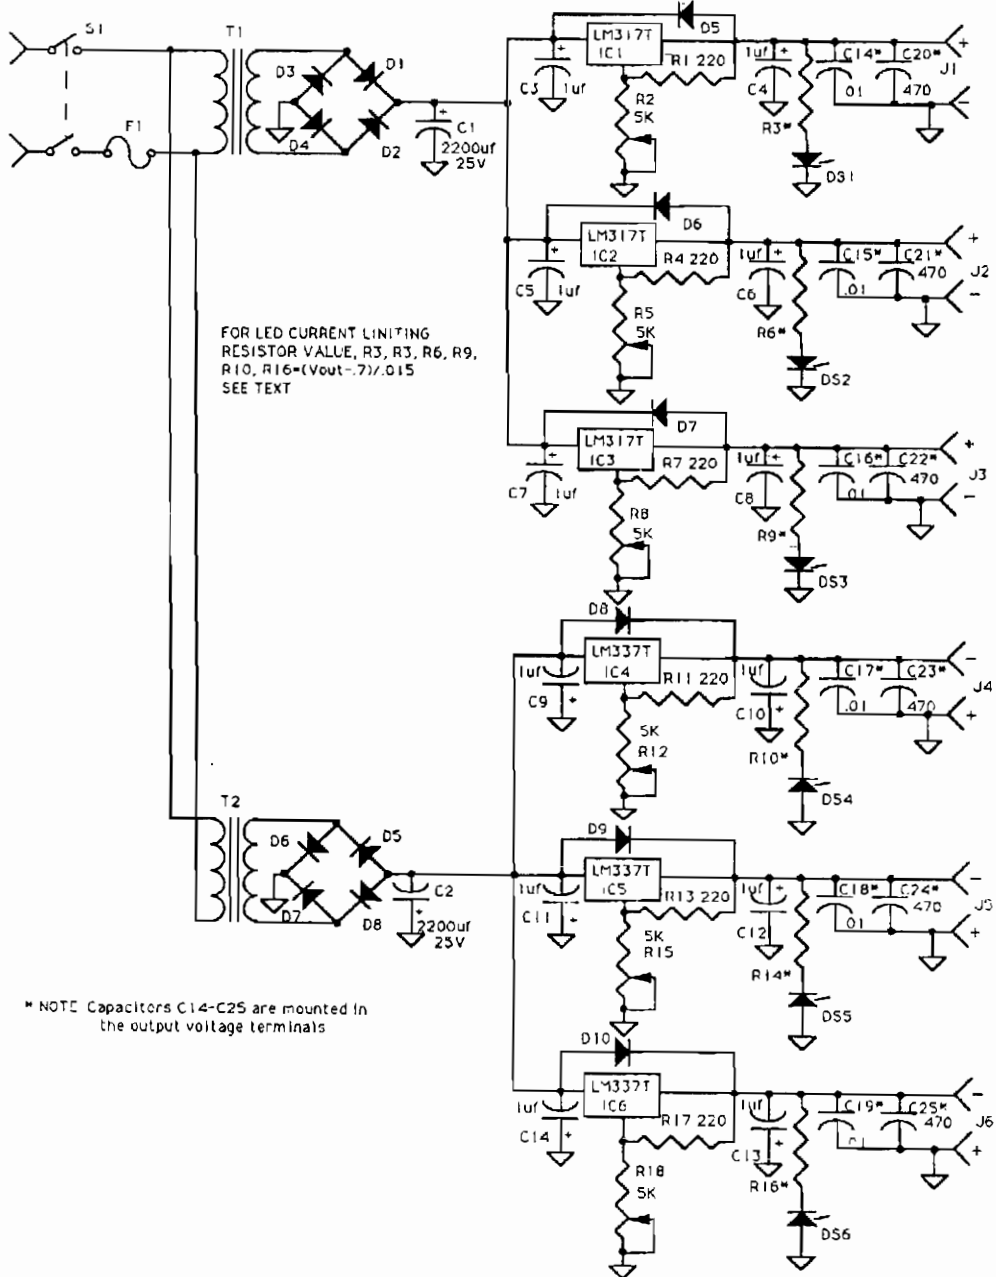 S1
T1
F1
D3
D1
D4
D2
C1
2200uf
25V
D5
LM317T
IC1
C3
1uf
R1 220
R2
5K
1uf
C4
R3*
DS1
C14*
.01
C20*
470
+
J1
−
D6
LM317T
IC2
C5
1uf
R4 220
R5
5K
1uf
C6
R6*
DS2
C15*
.01
C21*
470
+
J2
−
FOR LED CURRENT LINITING
RESISTOR VALUE, R3, R3, R6, R9,
R10, R16=(Vout-.7)/.015
SEE TEXT
D7
LM317T
IC3
C7
1uf
R7 220
R8
5K
1uf
C8
R9*
DS3
C16*
.01
C22*
470
+
J3
−
D8
LM337T
IC4
1uf
C9
R11 220
5K
R12
1uf
C10
R10*
DS4
C17*
.01
C23*
470
−
J4
+
T2
D6
D5
D7
D8
C2
2200uf
25V
D9
LM337T
IC5
1uf
C11
R13 220
5K
R15
1uf
C12
R14*
DS5
C18*
.01
C24*
470
−
J5
+
* NOTE Capacitors C14-C25 are mounted in
the output voltage terminals
D10
LM337T
IC6
1uf
C14
R17 220
R18
5K
1uf
C13
R16*
DS6
C19*
.01
C25*
470
−
J6
+